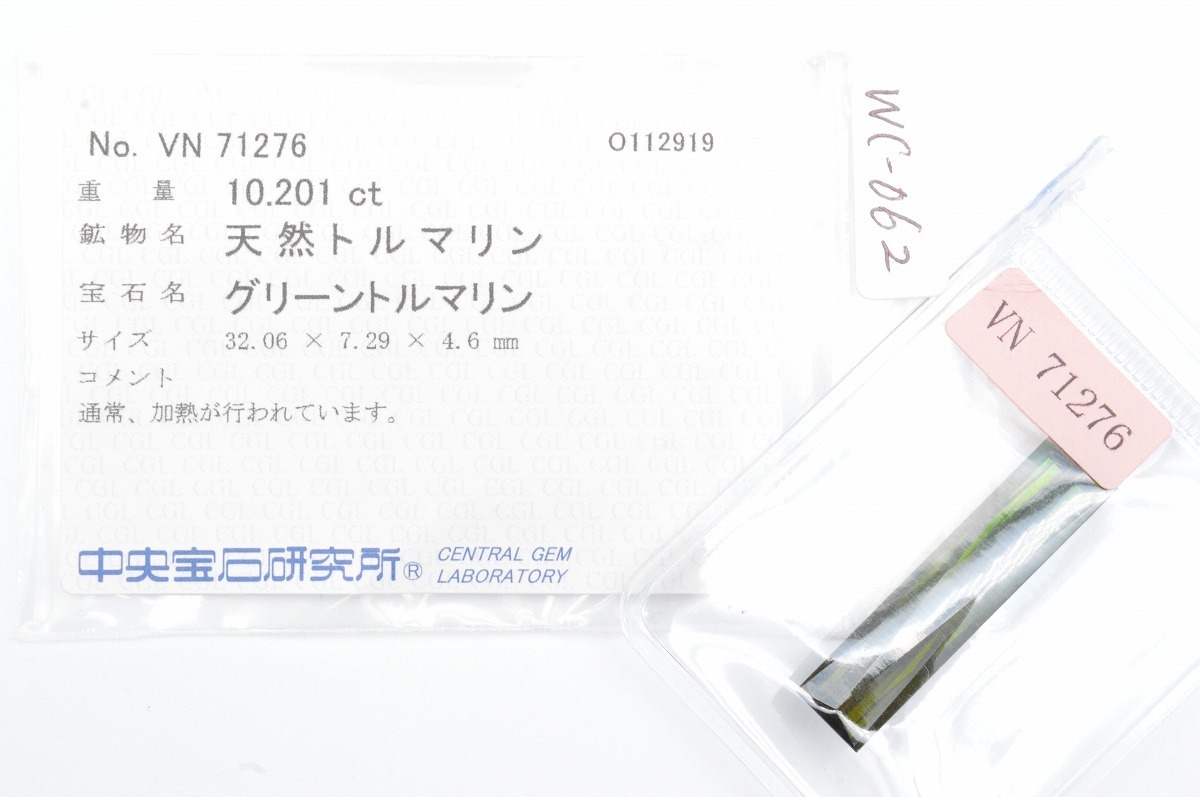 No. VN 71276
O112919
重 量 10.201 ct
鉱 物 名 天 然 ト ル マ リ ン
宝 石 名 グリーントルマリン
サイズ 32.06 × 7.29 × 4.6 mm
コメント
通常、加熱が行われています。
中央宝石研究所® CENTRAL GEM
LABORATORY
WC-062
VN 71276